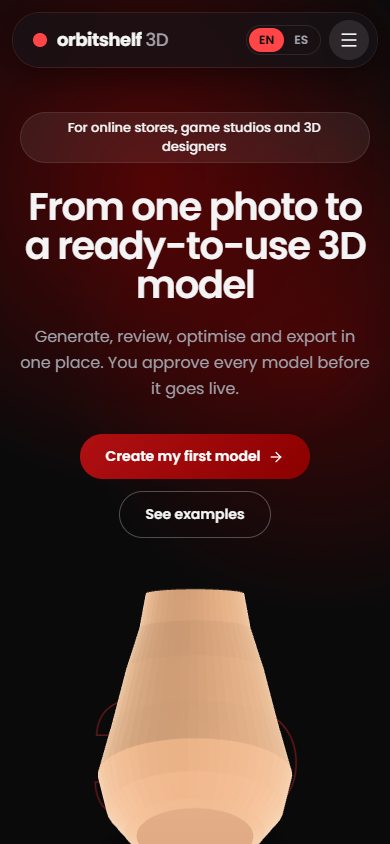 orbitshelf 3D
EN ES
For online stores, game studios and 3D
designers
From one photo to
a ready-to-use 3D
model
Generate, review, optimise and export in
one place. You approve every model before
it goes live.
Create my first model →
See examples